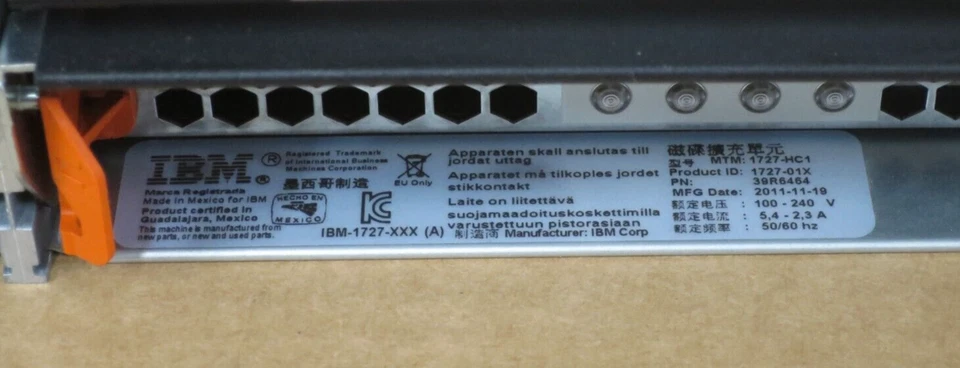 IBM®
® Registered Trademark
of International Business
Machines Corporation
Marca Registrada
Made in Mexico for IBM
Product certified in
Guadalajara, Mexico
This machine is manufactured from
new parts, or new and used parts.
墨西哥制造
HECHO EN
MEXICO
EU Only
IBM-1727-XXX (A)
Apparaten skall anslutas till
jordat uttag
Apparatet må tilkoples jordet
stikkontakt
Laite on liitettävä
suojamaadoituskoskettimilla
varustettuun pistorasiaan
制造商 Manufacturer: IBM Corp
磁碟擴充單元
型号 MTM: 1727-HC1
Product ID: 1727-01X
PN: 39R6464
MFG Date: 2011-11-19
额定电压: 100 - 240 V
额定电流: 5,4 - 2,3 A
额定频率: 50/60 hz